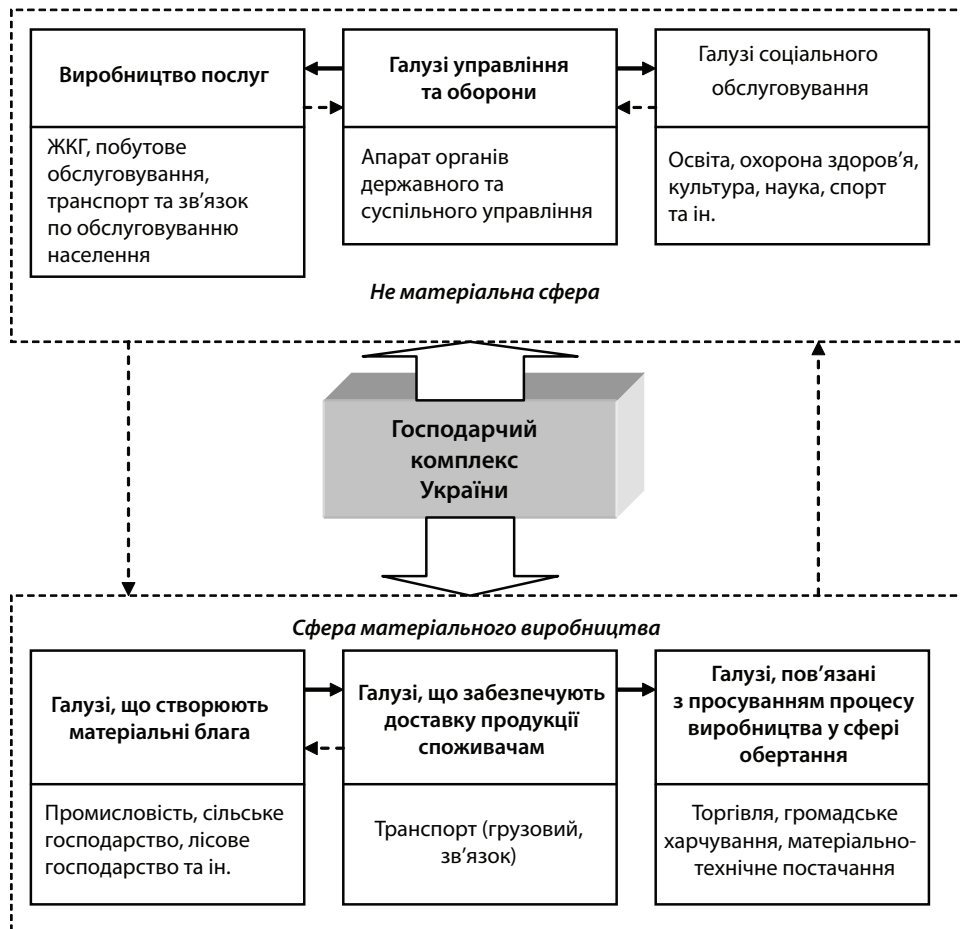 Виробництво послуг
ЖКГ, побутове
обслуговування,
транспорт та зв’язок
по обслуговуванню
населення
Галузі управління
та оборони
Апарат органів
державного та
суспільного управління
Галузі соціального
обслуговування
Освіта, охорона здоров’я,
культура, наука, спорт
та ін.
Не матеріальна сфера
Господарчий
комплекс
України
Сфера матеріального виробництва
Галузі, що створюють
матеріальні блага
Промисловість, сільське
господарство, лісове
господарство та ін.
Галузі, що забезпечують
доставку продукції
споживачам
Транспорт (грузовий,
зв’язок)
Галузі, пов’язані
з просуванням процесу
виробництва у сфері
обертання
Торгівля, громадське
харчування, матеріально-
технічне постачання